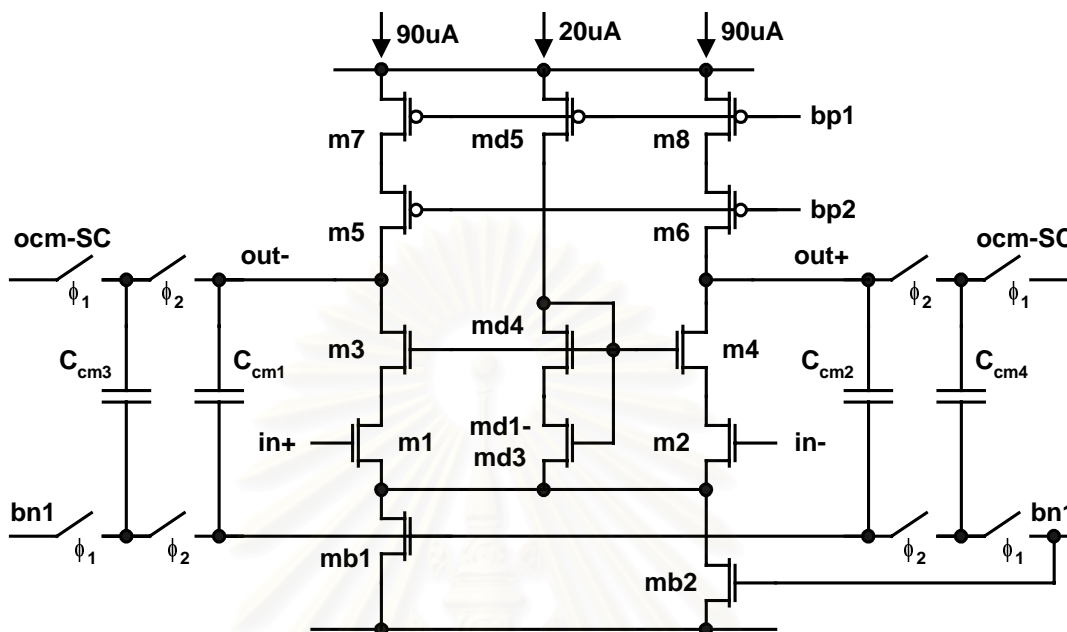 90uA 20uA 90uA
m7 md5 m8 bp1
m5 m6 bp2
ocm-SC out- out+ ocm-SC
ϕ1 ϕ2 ϕ2 ϕ1
md4
m3 m4
Ccm3 Ccm1 Ccm2 Ccm4
in+ m1 md1- m2 in-
md3
bn1 bn1
ϕ1 ϕ2 ϕ2 ϕ1
mb1
mb2